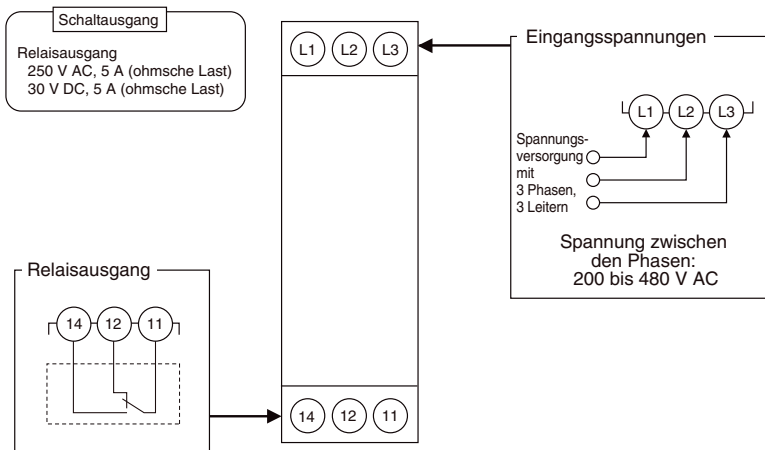 Schaltausgang
Relaisausgang
250 V AC, 5 A (ohmsche Last)
30 V DC, 5 A (ohmsche Last)
L1 L2 L3
Eingangsspannungen
L1 L2 L3
Spannungs-
versorgung
mit
3 Phasen,
3 Leitern
Spannung zwischen
den Phasen:
200 bis 480 V AC
Relaisausgang
14 12 11
14 12 11